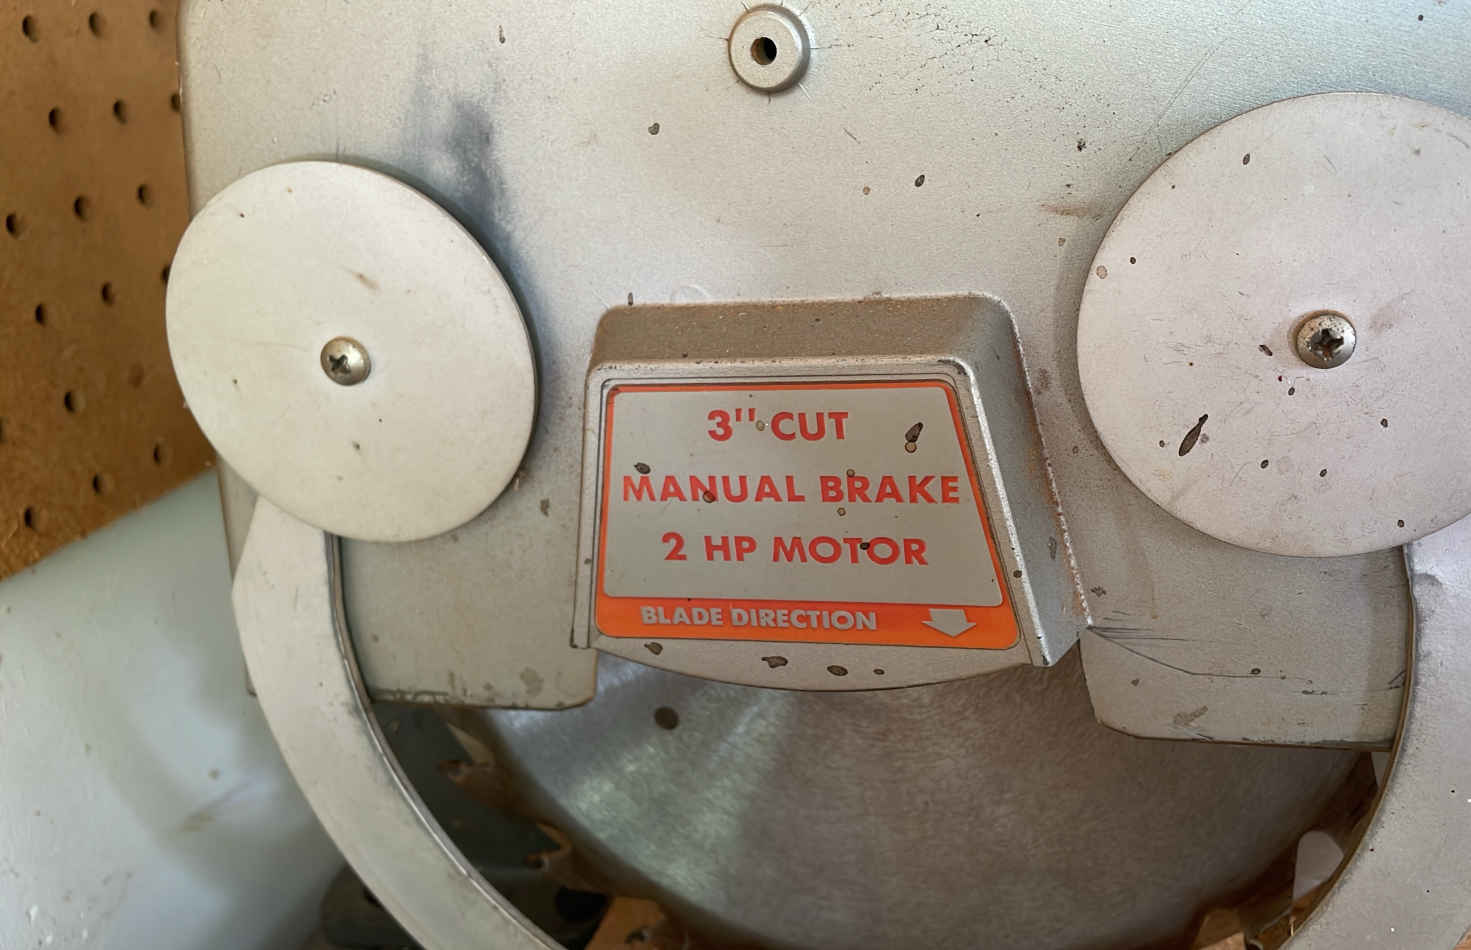 3" CUT
MANUAL BRAKE
2 HP MOTOR
BLADE DIRECTION